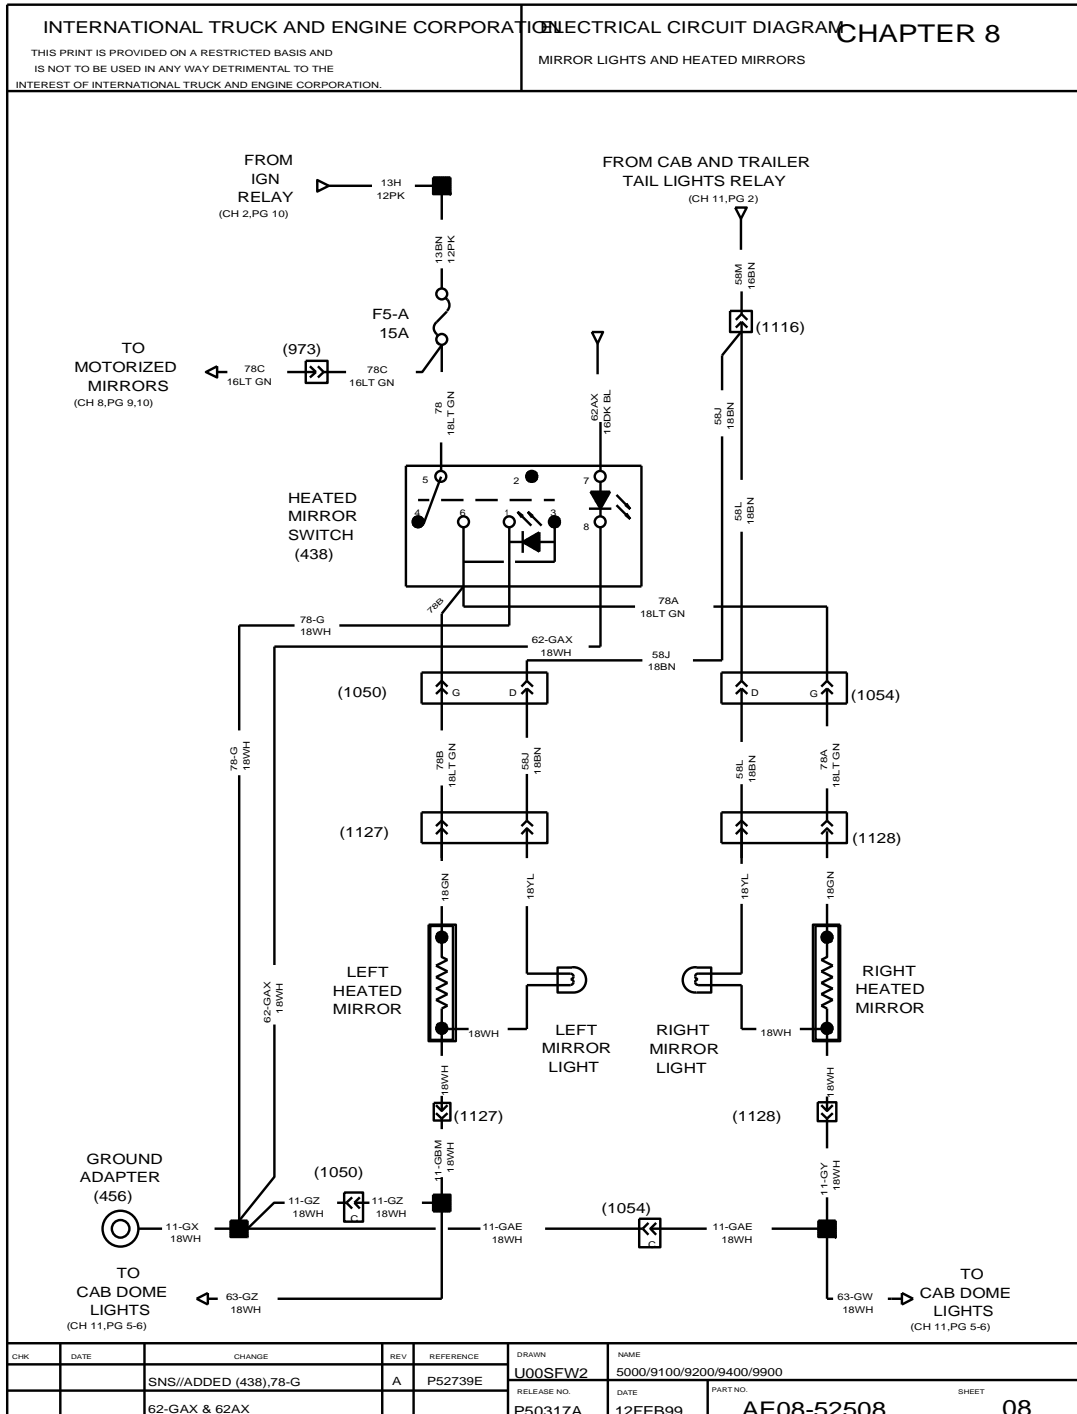 INTERNATIONAL TRUCK AND ENGINE CORPORATION
ELECTRICAL CIRCUIT DIAGRAM
CHAPTER 8
THIS PRINT IS PROVIDED ON A RESTRICTED BASIS AND
IS NOT TO BE USED IN ANY WAY DETRIMENTAL TO THE
INTEREST OF INTERNATIONAL TRUCK AND ENGINE CORPORATION.
MIRROR LIGHTS AND HEATED MIRRORS
FROM
IGN
RELAY
(CH 2,PG 10)
13H
12PK
FROM CAB AND TRAILER
TAIL LIGHTS RELAY
(CH 11,PG 2)
13BN
12PK
58M
16BN
F5-A
15A
(1116)
TO
MOTORIZED
MIRRORS
(CH 8,PG 9,10)
78C
16LT GN
(973)
78C
16LT GN
78
18LT GN
62AX
16DK BL
58J
18BN
58L
18BN
HEATED
MIRROR
SWITCH
(438)
5
2
7
4
6
1
3
8
78B
78A
18LT GN
78-G
18WH
62-GAX
18WH
58J
18BN
(1050)
G
D
D
G
(1054)
78-G
18WH
78B
18LT GN
58J
18BN
58L
18BN
78A
18LT GN
(1127)
(1128)
18GN
18YL
18YL
18GN
62-GAX
18WH
LEFT
HEATED
MIRROR
18WH
LEFT
MIRROR
LIGHT
RIGHT
MIRROR
LIGHT
18WH
RIGHT
HEATED
MIRROR
18WH
18WH
(1127)
(1128)
11-GBM
18WH
11-GY
18WH
GROUND
ADAPTER
(456)
11-GX
18WH
(1050)
11-GZ
18WH
C
11-GZ
18WH
11-GAE
18WH
(1054)
C
11-GAE
18WH
TO
CAB DOME
LIGHTS
(CH 11,PG 5-6)
63-GZ
18WH
63-GW
18WH
TO
CAB DOME
LIGHTS
(CH 11,PG 5-6)
CHK
DATE
CHANGE
REV
REFERENCE
DRAWN
NAME
SNS//ADDED (438),78-G
A
P52739E
U00SFW2
5000/9100/9200/9400/9900
62-GAX & 62AX
RELEASE NO.
P50317A
DATE
12FEB99
PART NO.
AE08-52508
SHEET
08